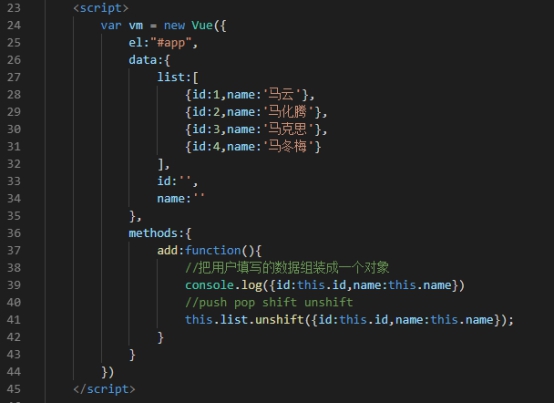 23 <script>
24 var vm = new Vue({
25 el:"#app",
26 data:{
27 list:[
28 {id:1,name:'马云'},
29 {id:2,name:'马化腾'},
30 {id:3,name:'马克思'},
31 {id:4,name:'马冬梅'}
32 ],
33 id:'',
34 name:''
35 },
36 methods:{
37 add:function(){
38 //把用户填写的数据组装成一个对象
39 console.log({id:this.id,name:this.name})
40 //push pop shift unshift
41 this.list.unshift({id:this.id,name:this.name});
42 }
43 }
44 })
45 </script>